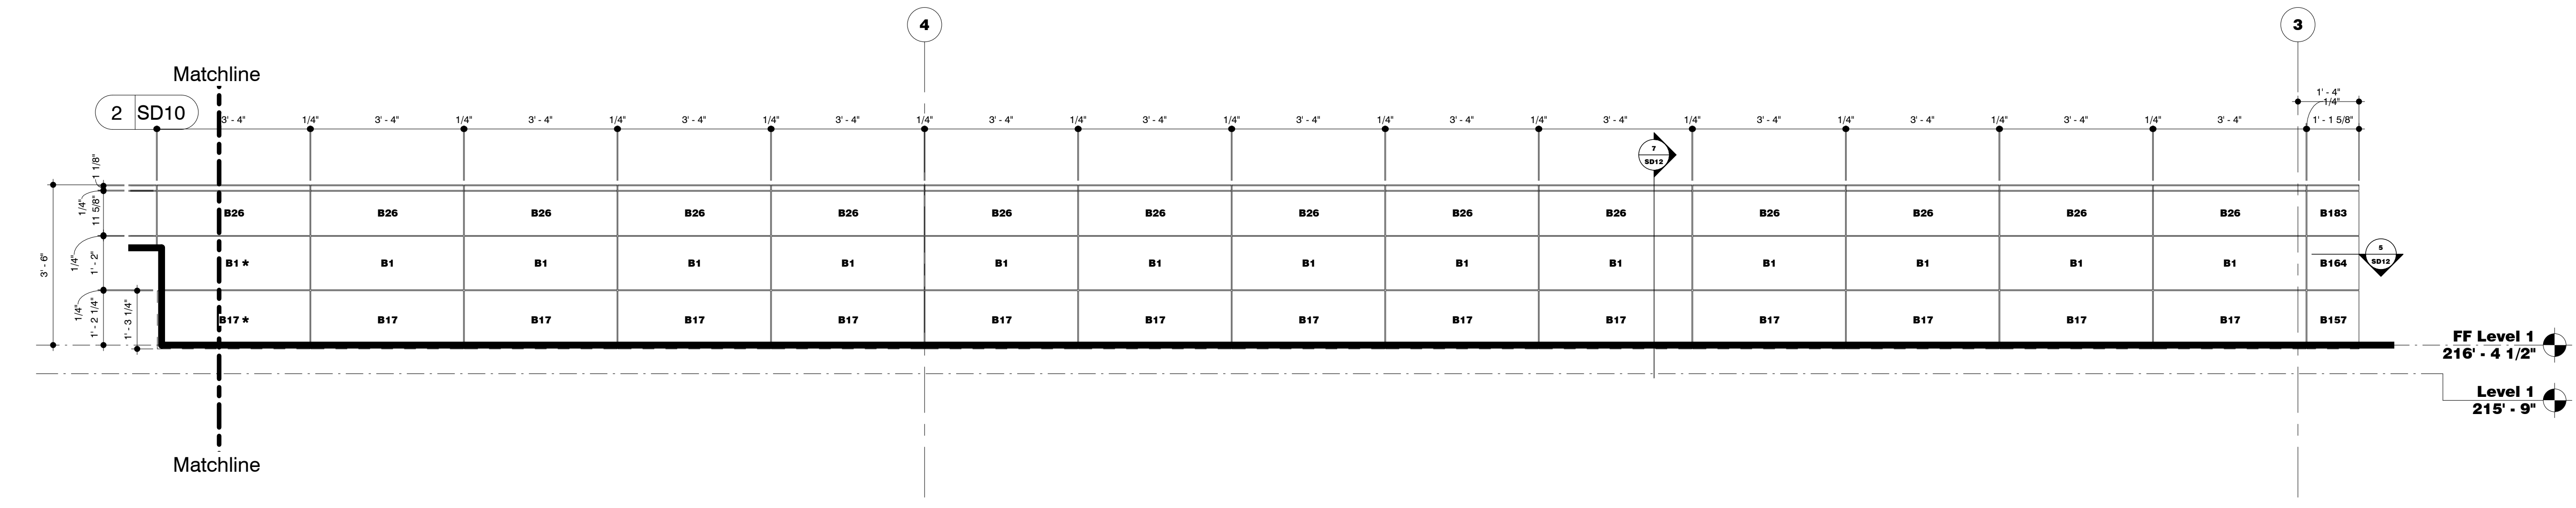 4
3
Matchline
1' - 4"
1/4"
2 SD10
3' - 4" 1/4" 3' - 4" 1/4" 3' - 4" 1/4" 3' - 4" 1/4" 3' - 4" 1/4" 3' - 4" 1/4" 3' - 4" 1/4" 3' - 4" 1/4" 3' - 4" 1/4" 3' - 4" 1/4" 3' - 4" 1/4" 3' - 4" 1/4" 3' - 4" 1/4" 3' - 4" 1' - 1 5/8"
7
SD12
1 1/8"
1/4"
11 5/8"
B26 B26 B26 B26 B26 B26 B26 B26 B26 B26 B26 B26 B26 B26 B183
3' - 6"
1/4"
1' - 2"
B1 * B1 B1 B1 B1 B1 B1 B1 B1 B1 B1 B1 B1 B1 B164
5
SD12
1/4"
1' - 2 1/4"
1' - 3 1/4"
B17 * B17 B17 B17 B17 B17 B17 B17 B17 B17 B17 B17 B17 B17 B157
FF Level 1
216' - 4 1/2"
Level 1
215' - 9"
Matchline